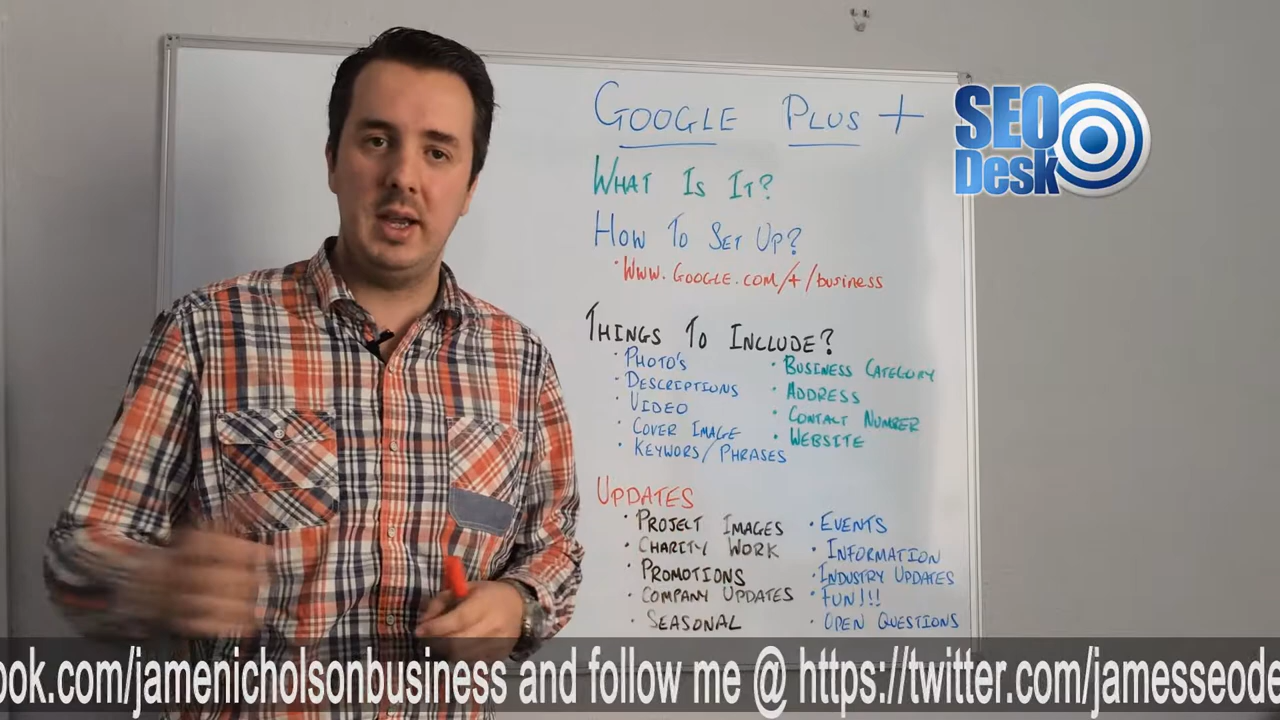 GOOGLE PLUS +
SEO
Desk
WHAT IS IT?
HOW TO SET UP?
• WWW.GOOGLE.COM/+/business
THINGS TO INCLUDE?
• PHOTO'S
• DESCRIPTIONS
• VIDEO
• COVER IMAGE
• KEYWORS/PHRASES
• BUSINESS CATEGORY
• ADDRESS
• CONTACT NUMBER
• WEBSITE
UPDATES
• PROJECT IMAGES
• CHARITY WORK
• PROMOTIONS
• COMPANY UPDATES
• SEASONAL
• EVENTS
• INFORMATION
• INDUSTRY UPDATES
• FUN!!!
• OPEN QUESTIONS
ook.com/jamenicholsonbusiness and follow me @ https://twitter.com/jamesseode